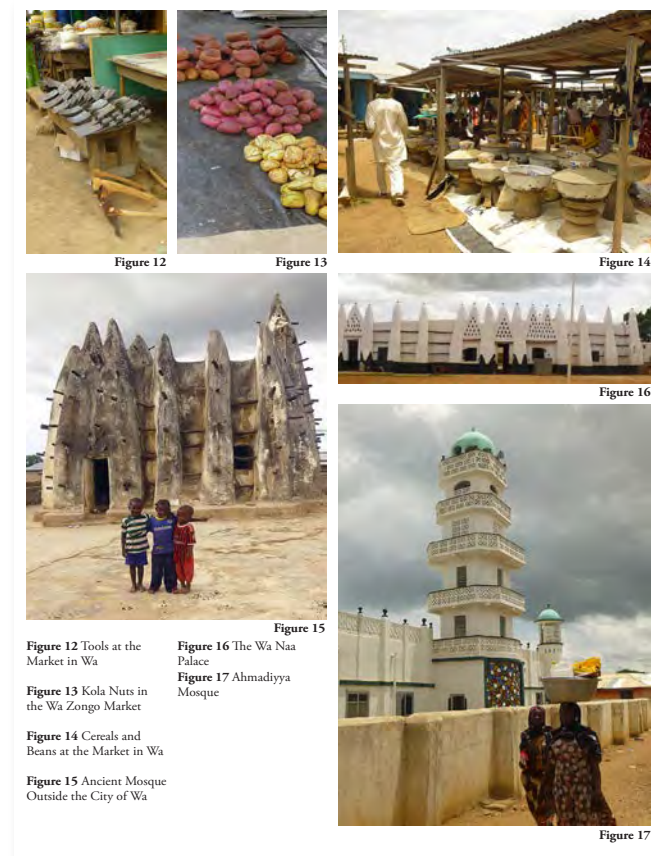 Figure 12
Figure 13
Figure 14
Figure 15
Figure 16
Figure 17
Figure 12 Tools at the
Market in Wa
Figure 13 Kola Nuts in
the Wa Zongo Market
Figure 14 Cereals and
Beans at the Market in Wa
Figure 15 Ancient Mosque
Outside the City of Wa
Figure 16 The Wa Naa
Palace
Figure 17 Ahmadiyya
Mosque